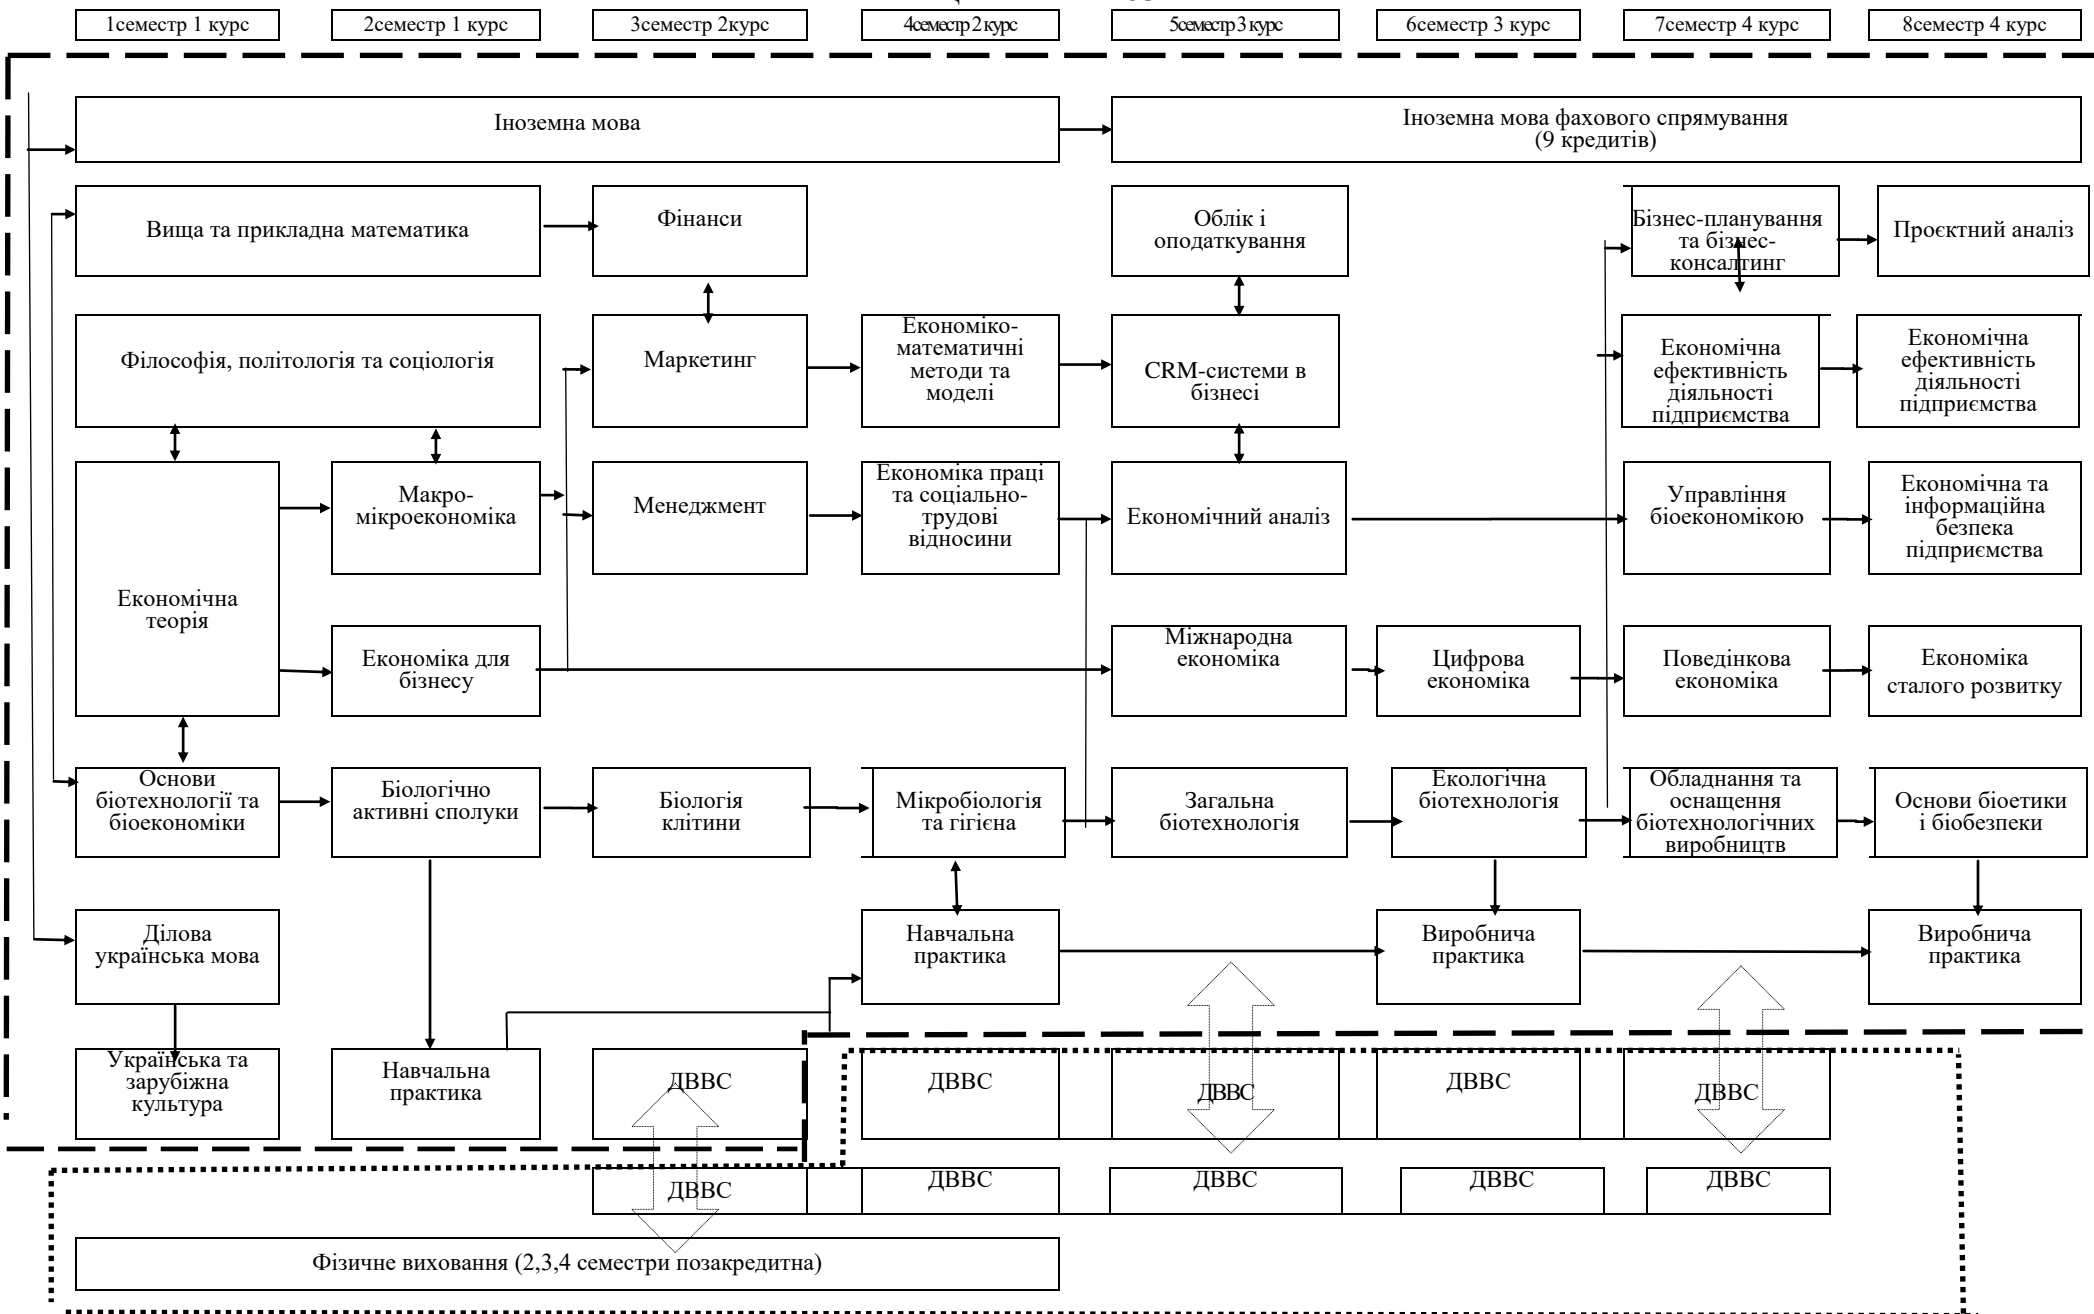 1семестр 1 курс
2семестр 1 курс
3семестр 2курс
4семестр 2 курс
5семестр 3 курс
6семестр 3 курс
7семестр 4 курс
8семестр 4 курс
Іноземна мова
Іноземна мова фахового спрямування
(9 кредитів)
Вища та прикладна математика
Фінанси
Облік і
оподаткування
Бізнес-планування
та бізнес-
консалтинг
Проєктний аналіз
Філософія, політологія та соціологія
Маркетинг
Економіко-
математичні
методи та
моделі
CRM-системи в
бізнесі
Економічна
ефективність
діяльності
підприємства
Економічна
ефективність
діяльності
підприємства
Економічна
теорія
Макро-
мікроекономіка
Менеджмент
Економіка праці
та соціально-
трудові
відносини
Економічний аналіз
Управління
біоекономікою
Економічна та
інформаційна
безпека
підприємства
Економіка для
бізнесу
Міжнародна
економіка
Цифрова
економіка
Поведінкова
економіка
Економіка
сталого розвитку
Основи
біотехнології та
біоекономіки
Біологічно
активні сполуки
Біологія
клітини
Мікробіологія
та гігієна
Загальна
біотехнологія
Екологічна
біотехнологія
Обладнання та
оснащення
біотехнологічних
виробництв
Основи біоетики
і біобезпеки
Ділова
українська мова
Навчальна
практика
Виробнича
практика
Виробнича
практика
Українська та
зарубіжна
культура
Навчальна
практика
ДВВС
ДВВС
ДВВС
ДВВС
ДВВС
ДВВС
ДВВС
ДВВС
ДВВС
ДВВС
Фізичне виховання (2,3,4 семестри позакредитна)